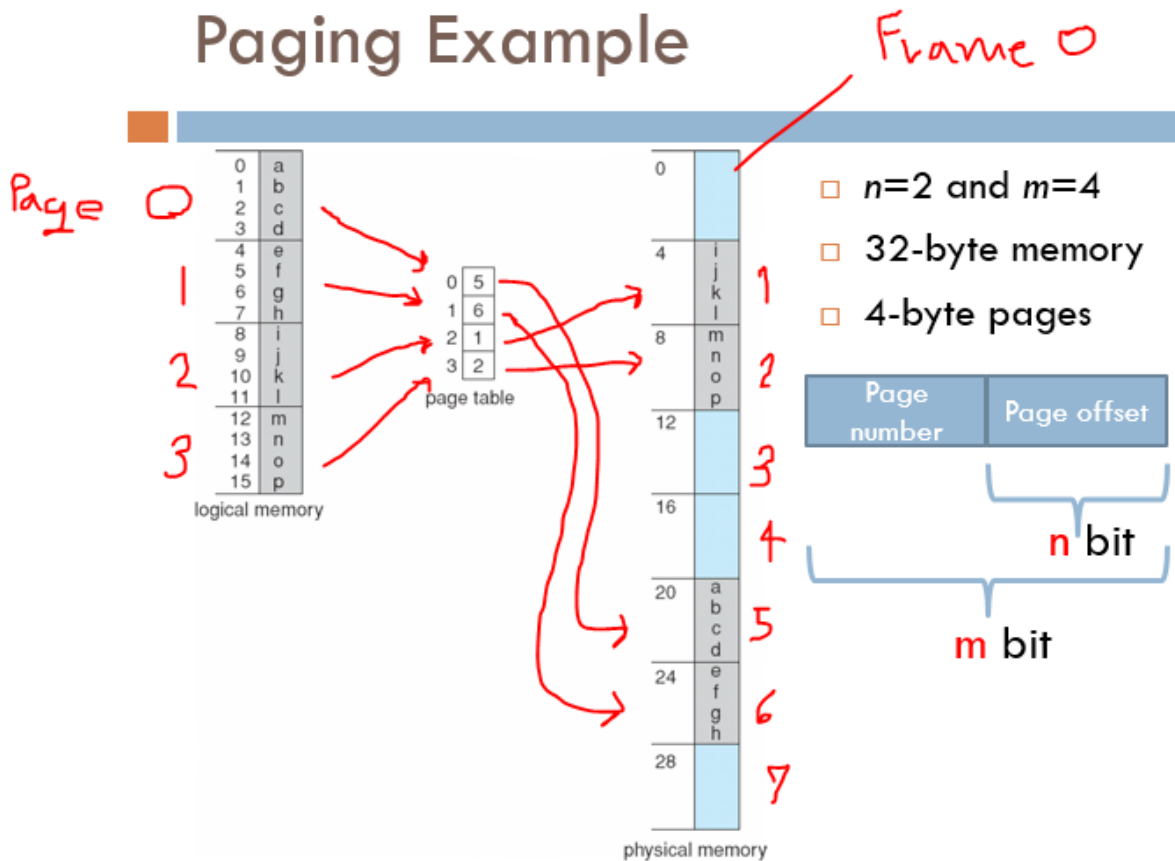 Paging Example
Frame 0
Page 0
1
2
3
0 a
1 b
2 c
3 d
4 e
5 f
6 g
7 h
8 i
9 j
10 k
11 l
12 m
13 n
14 o
15 p
logical memory
0 5
1 6
2 1
3 2
page table
0
4 i
j
k
l
1
8 m
n
o
p
2
12
3
16
4
20 a
b
c
d
5
24 e
f
g
h
6
28
7
physical memory
n=2 and m=4
32-byte memory
4-byte pages
Page
number
Page offset
n bit
m bit